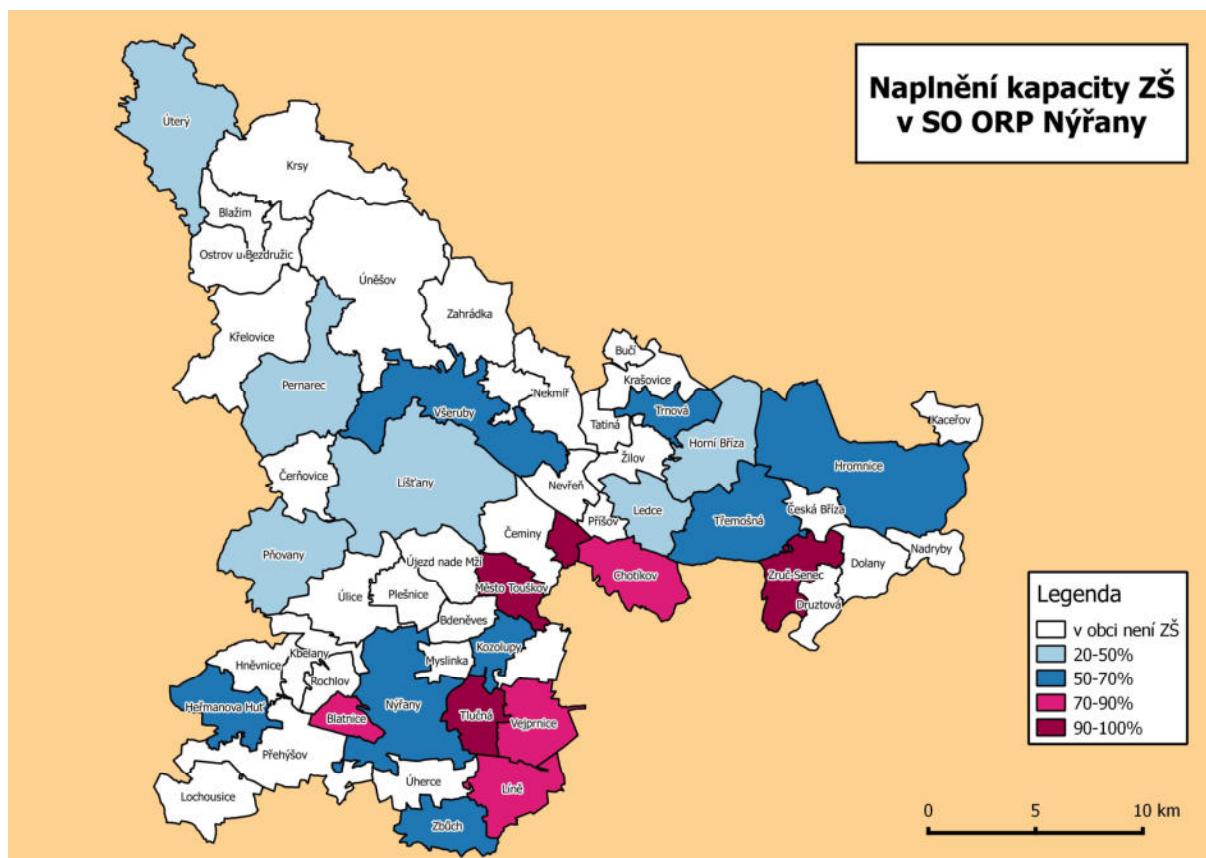 Naplnění kapacity ZŠ
v SO ORP Nýřany
Úterý
Krsy
Blažim
Ostrov u Bezdružic
Úněšov
Zahrádka
Křelovice
Bučí
Krašovice
Pernarec
Nekmíř
Všeruby
Trnová
Kaceřov
Tatiná
Horní Bříza
Žilov
Hromnice
Čerňovice
Líšťany
Nevřeň
Příšov
Ledce
Třemošná
Česká Bříza
Čeminy
Pňovany
Újezd nade Mží
Nadryby
Dolany
Chotíkov
Zruč-Senec
Město Touškov
Úlice
Plešnice
Druztová
Bdeněves
Kozolupy
Kbelany
Hněvnice
Myslinka
Rochlov
Heřmanova Huť
Nýřany
Blatnice
Tlučná
Vejprnice
Přehýšov
Úherce
Líně
Lochousice
Zbůch
Legenda
v obci není ZŠ
20-50%
50-70%
70-90%
90-100%
0 5 10 km